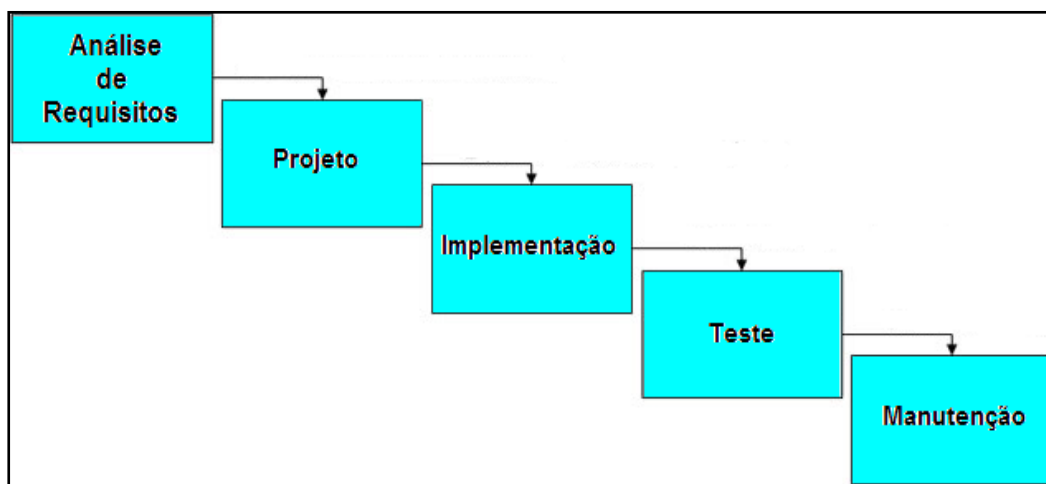 Análise
de
Requisitos
Projeto
Implementação
Teste
Manutenção